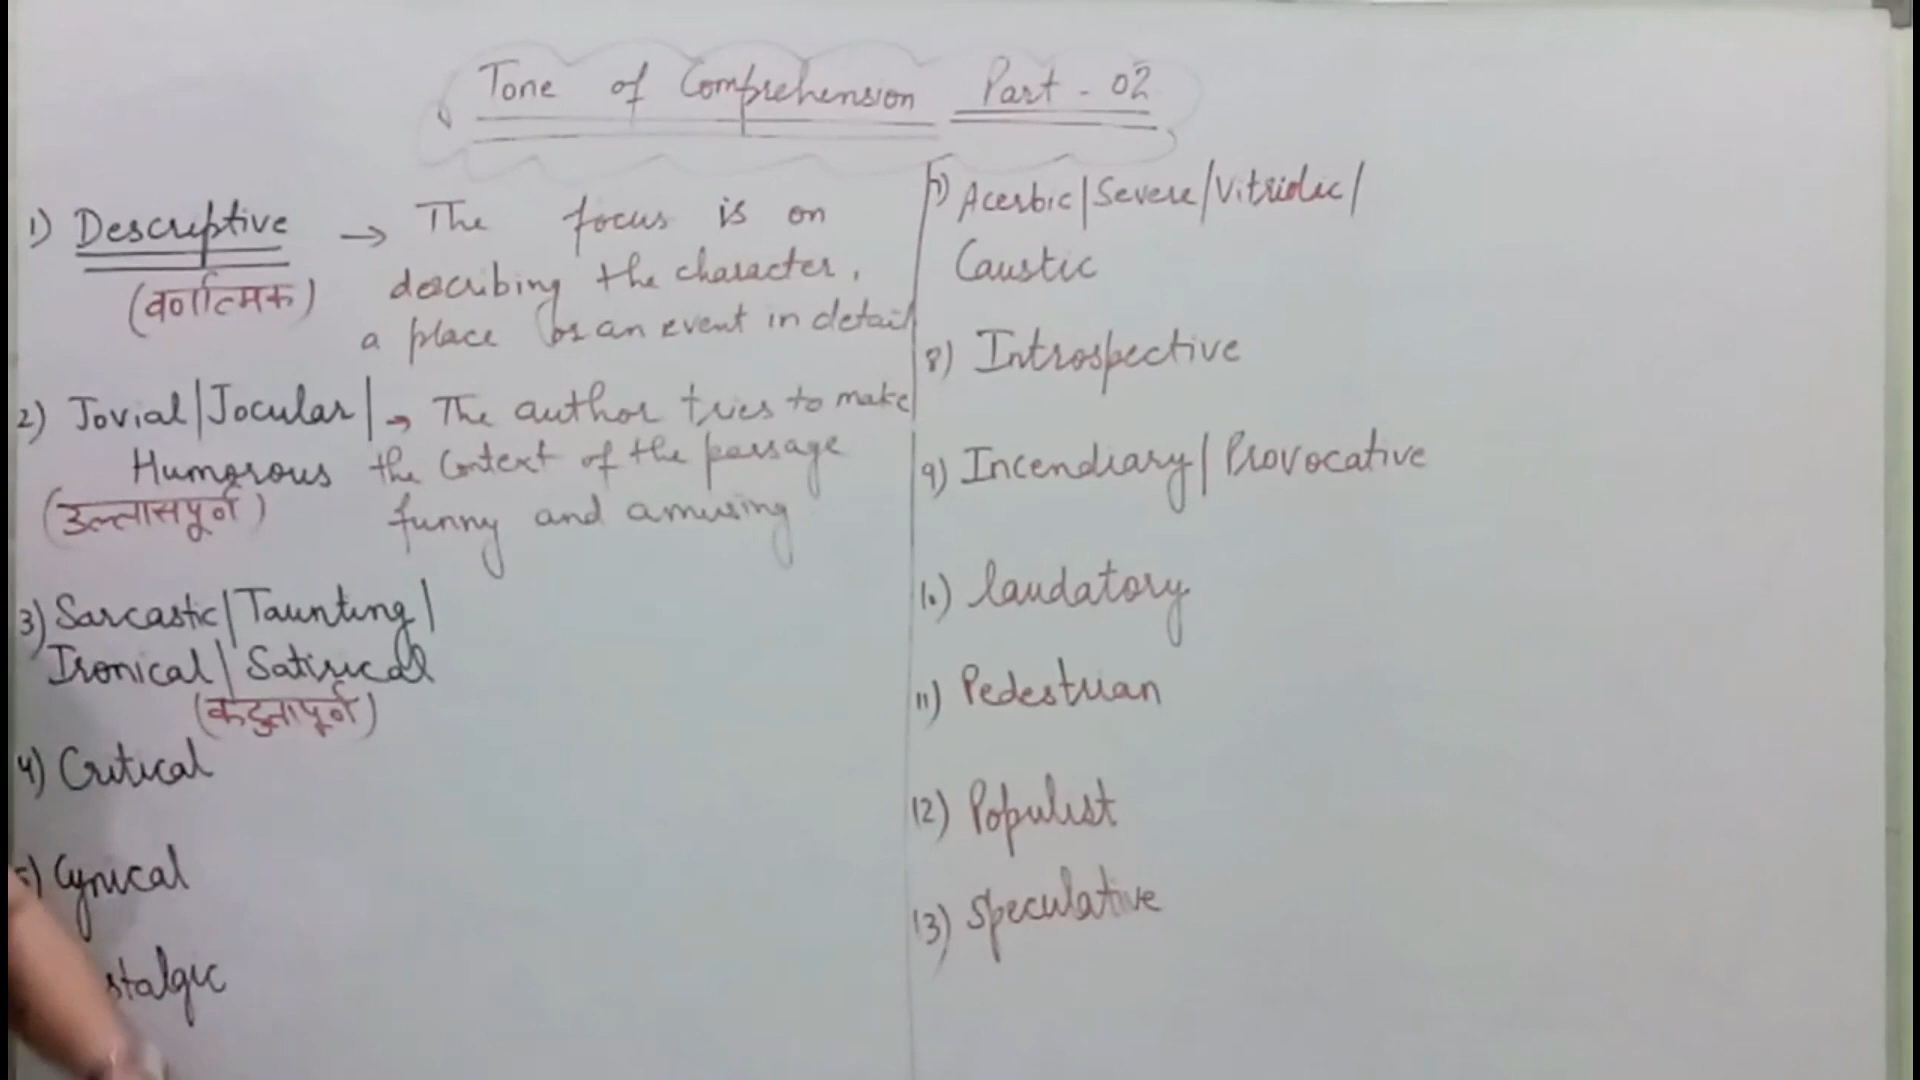 Tone of Comprehension Part - 02
1) Descriptive → The focus is on
describing the character,
(वर्णात्मक)
a place or an event in detail
2) Jovial/Jocular/ → The author tries to make
Humorous the context of the passage
(उल्लासपूर्ण) funny and amusing
3) Sarcastic/Taunting/
Ironical/Satirical
(कटुतापूर्ण)
4) Critical
5) Cynical
stalgic
7) Acerbic/Severe/Vitriolic/
Caustic
8) Introspective
9) Incendiary/Provocative
10) laudatory
11) Pedestrian
12) Populist
13) Speculative